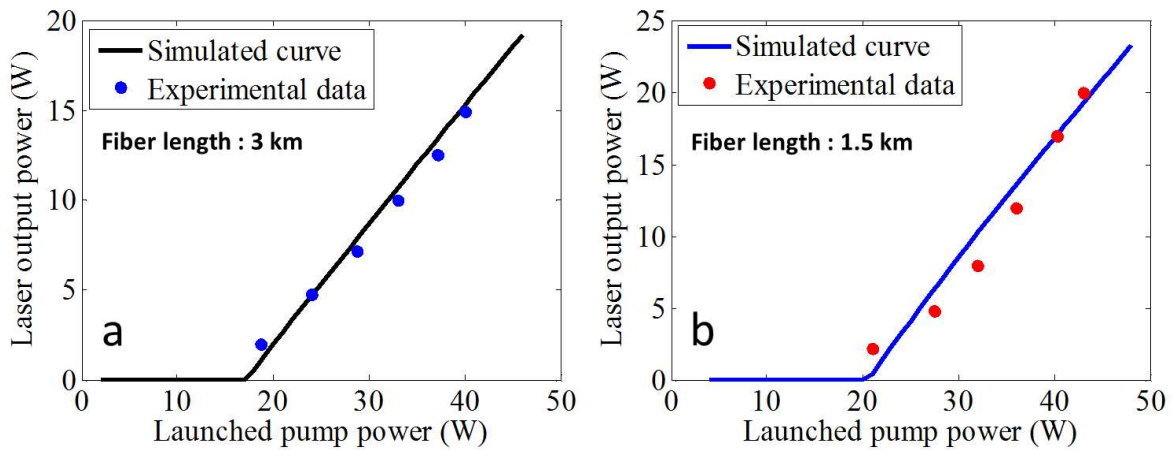 20
15
10
5
0
Laser output power (W)
Simulated curve
Experimental data
Fiber length : 3 km
a
0 10 20 30 40 50
Launched pump power (W)
25
20
15
10
5
0
Laser output power (W)
Simulated curve
Experimental data
Fiber length : 1.5 km
b
0 10 20 30 40 50
Launched pump power (W)